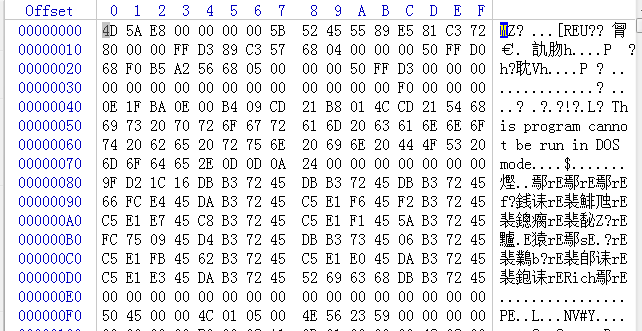 Offset 0 1 2 3 4 5 6 7 8 9 A B C D E F
00000000 4D 5A E8 00 00 00 00 5B 52 45 55 89 E5 81 C3 72 MZ? ...[REU??
00000010 80 00 00 FF D3 89 C3 57 68 04 00 00 00 50 FF D0 €. 訅肳h....P ?
00000020 68 F0 B5 A2 56 68 05 00 00 00 50 FF D3 00 00 00 h?耽Vh....P ? ..
00000030 00 00 00 00 00 00 00 00 00 00 00 00 F0 00 00 00 ............? ..
00000040 0E 1F BA 0E 00 B4 09 CD 21 B8 01 4C CD 21 54 68 ..? .?.?!?.L? Th
00000050 69 73 20 70 72 6F 67 72 61 6D 20 63 61 6E 6E 6F is program canno
00000060 74 20 62 65 20 72 75 6E 20 69 6E 20 44 4F 53 20 t be run in DOS
00000070 6D 6F 64 65 2E 0D 0D 0A 24 00 00 00 00 00 00 00 mode....$.......
00000080 9F D2 1C 16 DB B3 72 45 DB B3 72 45 DB B3 72 45 熞..鄢rE鄢rE鄢rE
00000090 66 FC E4 45 DA B3 72 45 C5 E1 F6 45 F2 B3 72 45 f?錏诔rE裴鯡虺rE
000000A0 C5 E1 E7 45 C8 B3 72 45 C5 E1 F1 45 5A B3 72 45 裴鏓瘸rE裴馝Z?rE
000000B0 FC 75 09 45 D4 B3 72 45 DB B3 73 45 06 B3 72 45 黸.E猿rE鄢sE.?rE
000000C0 C5 E1 FB 45 62 B3 72 45 C5 E1 E0 45 DA B3 72 45 裴鸈b?rE裴郋诔rE
000000D0 C5 E1 E3 45 DA B3 72 45 52 69 63 68 DB B3 72 45 裴鉋诔rERich鄢rE
000000E0 00 00 00 00 00 00 00 00 00 00 00 00 00 00 00 00 ................
000000F0 50 45 00 00 4C 01 05 00 4E 56 23 59 00 00 00 00 PE..L...NV#Y....